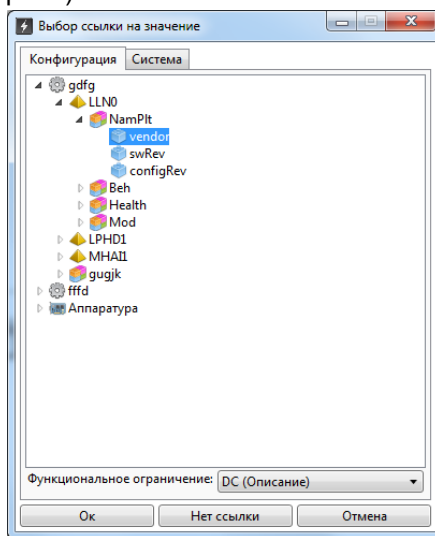 Выбор ссылки на значение
Конфигурация Система
gdfg
LLN0
NamPlt
vendor
swRev
configRev
Beh
Health
Mod
LPHD1
MHAI1
gugjk
fffd
Аппаратура
Функциональное ограничение: DC (Описание)
Ок Нет ссылки Отмена